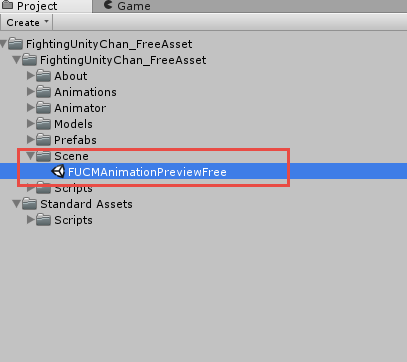 Project Game
Create
FightingUnityChan_FreeAsset
FightingUnityChan_FreeAsset
About
Animations
Animator
Models
Prefabs
Scene
FUCMAnimationPreviewFree
Scripts
Standard Assets
Scripts